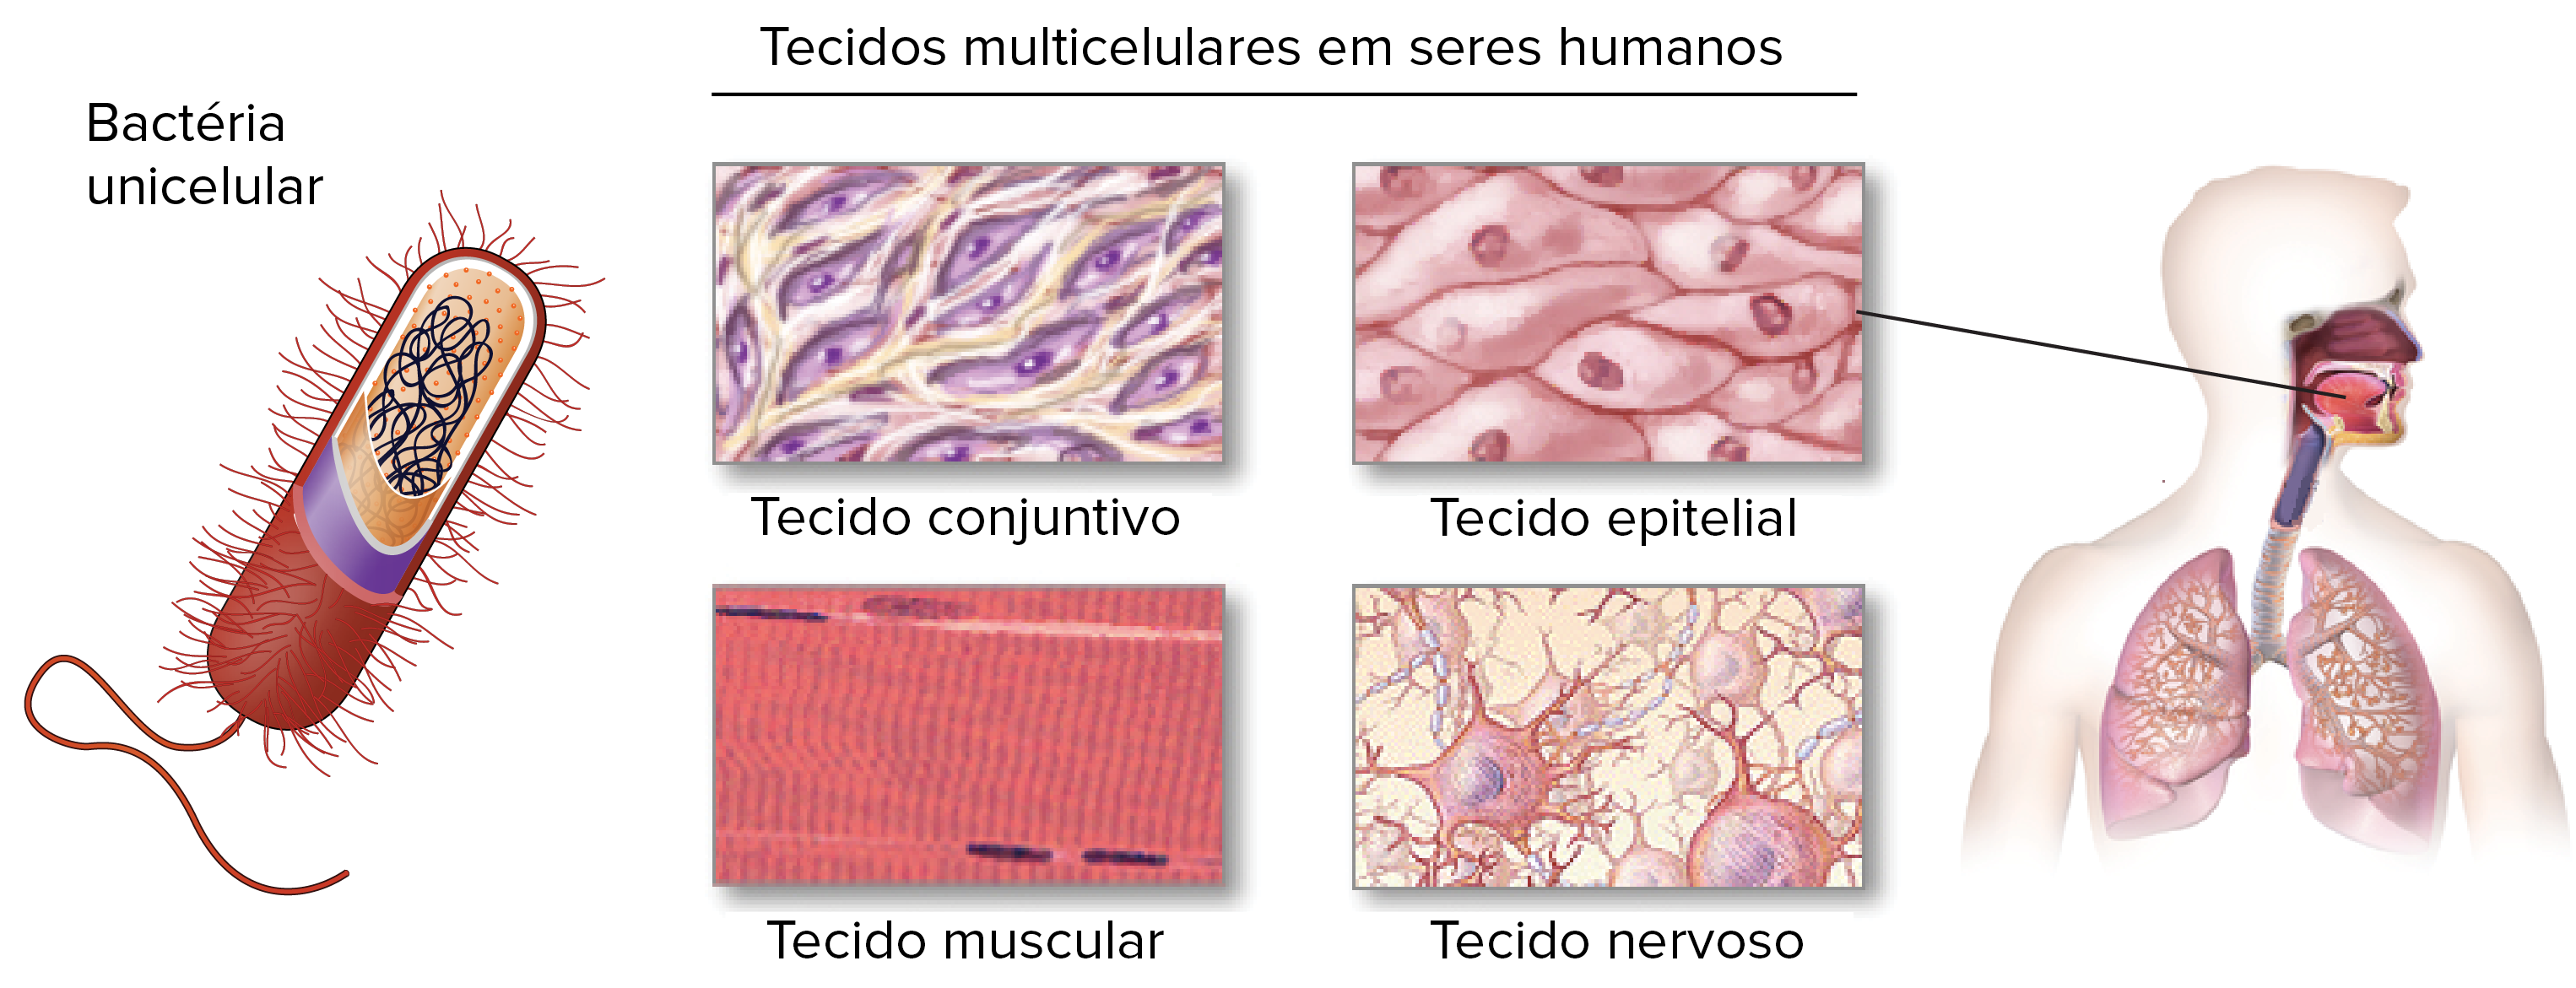 Tecidos multicelulares em seres humanos
Bactéria
unicelular
Tecido conjuntivo
Tecido epitelial
Tecido muscular
Tecido nervoso